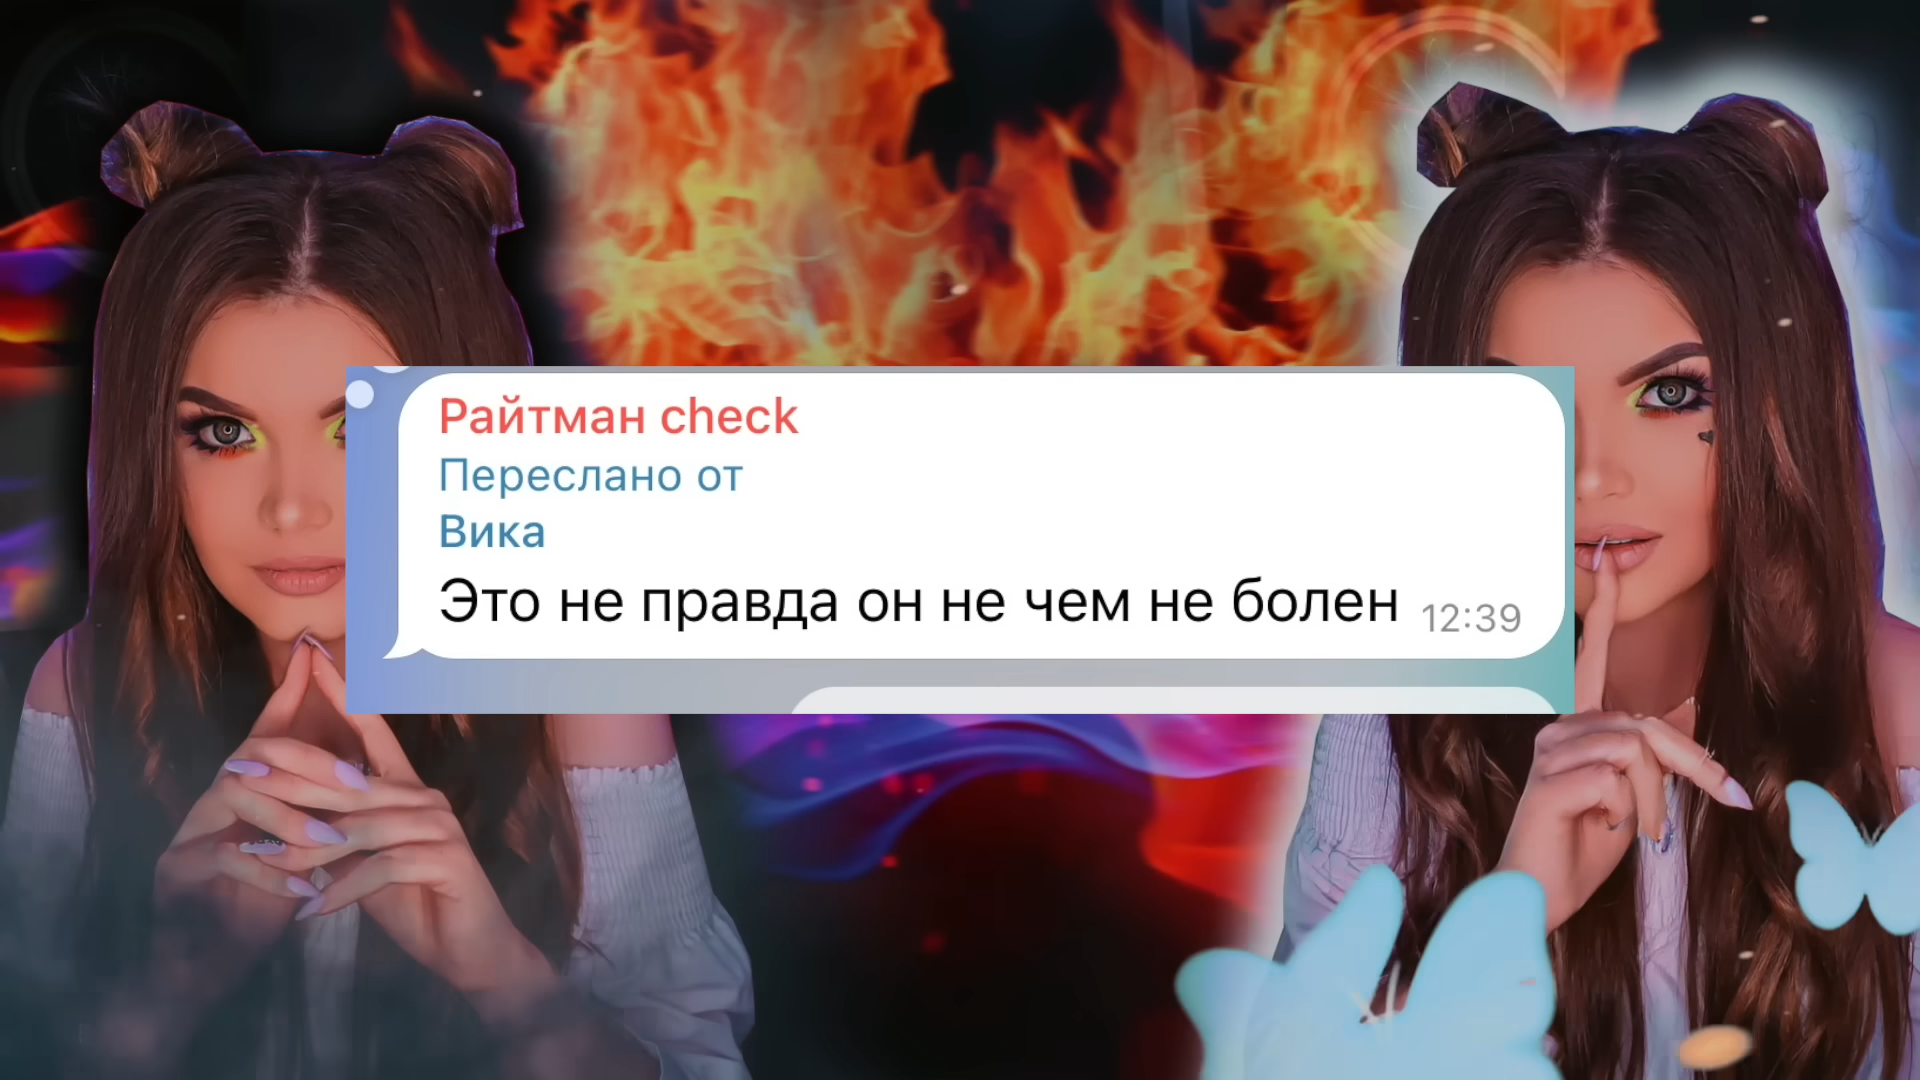 Райтман check
Переслано от
Вика
Это не правда он не чем не болен 12:39